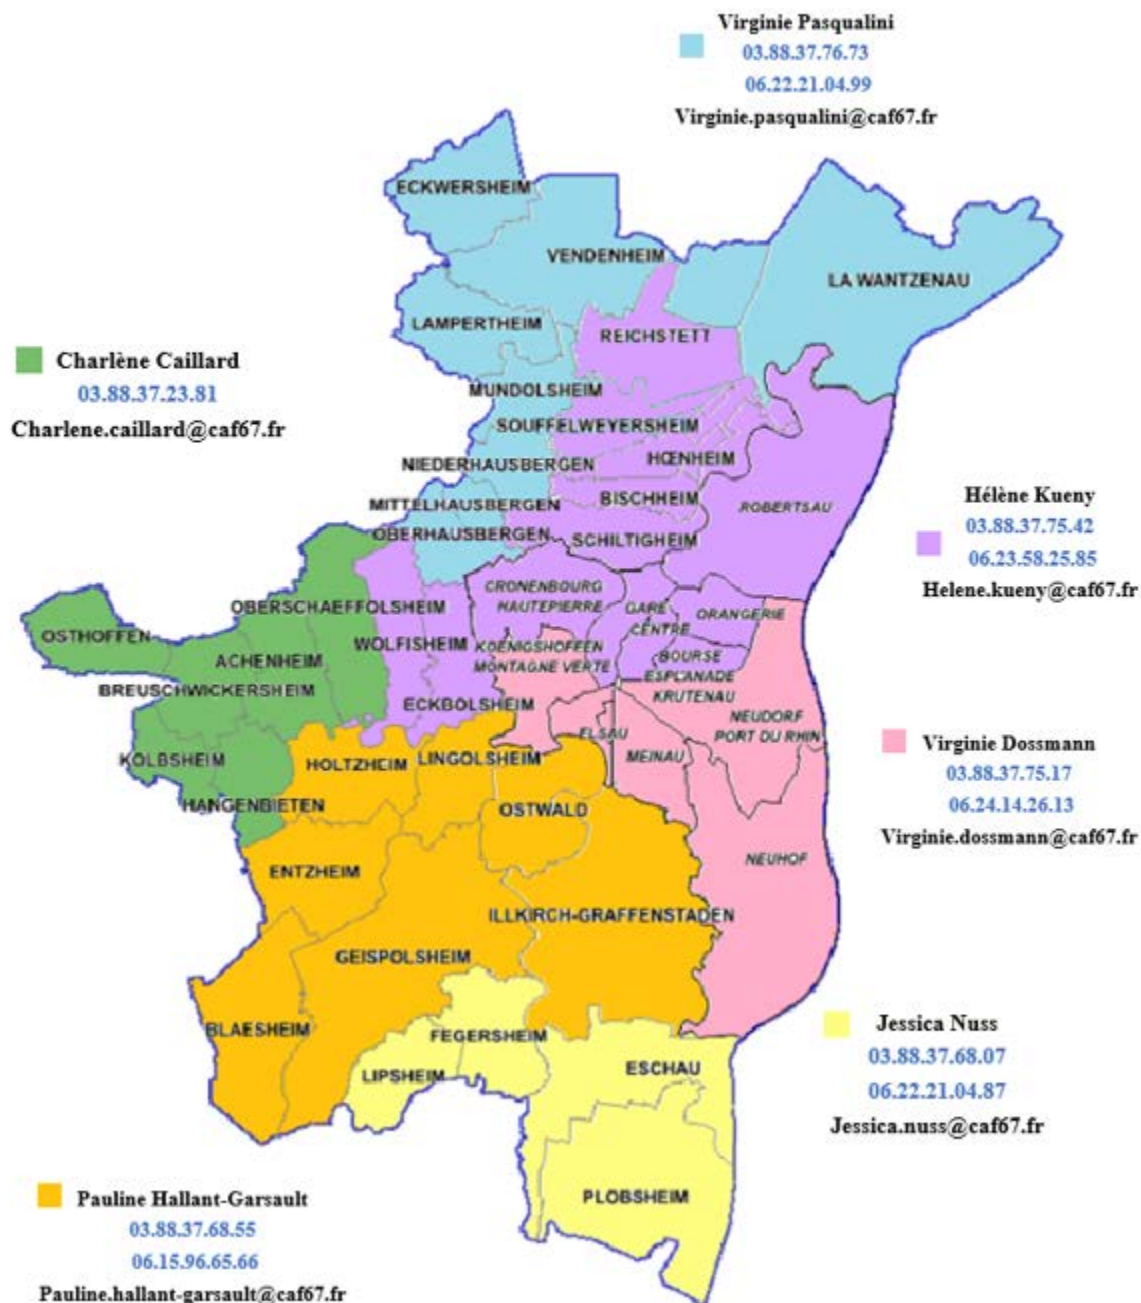 Virginie Pasqualini
03.88.37.76.73
06.22.21.04.99
Virginie.pasqualini@caf67.fr
ECKWERSHEIM
VENDENHEIM
LA WANTZENAU
LAMPERTHEIM
REICHSTETT
Charlène Caillard
03.88.37.23.81
Charlene.caillard@caf67.fr
MUNDOLSHEIM
SOUFFELWEYERSHEIM
HŒNHEIM
NIEDERHAUSBERGEN
BISCHHEIM
MITTELHAUSBERGEN
ROBERTSAU
OBERHAUSBERGEN
SCHILTIGHEIM
Hélène Kueny
03.88.37.75.42
06.23.58.25.85
Helene.kueny@caf67.fr
CRONENBOURG
HAUTEPIERRE
GARE
CENTRE
ORANGERIE
OBERSCHAEFFOLSHEIM
OSTHOFFEN
WOLFISHEIM
KOENIGSHOFFEN
MONTAGNE VERTE
BOURSE
ESPLANADE
KRUTENAU
ACHENHEIM
BREUSCHWICKERSHEIM
ECKBOLSHEIM
NEUDORF
PORT DU RHIN
ELSAU
MEINAU
Virginie Dossmann
03.88.37.75.17
06.24.14.26.13
Virginie.dossmann@caf67.fr
KOLBSHEIM
HOLTZHEIM
LINGOLSHEIM
HANGENBIETEN
OSTWALD
NEUHOF
ENTZHEIM
ILLKIRCH-GRAFFENSTADEN
GEISPOLSHEIM
BLAESHEIM
FEGERSHEIM
LIPSHEIM
ESCHAU
Jessica Nuss
03.88.37.68.07
06.22.21.04.87
Jessica.nuss@caf67.fr
PLOBSHEIM
Pauline Hallant-Garsault
03.88.37.68.55
06.15.96.65.66
Pauline.hallant-garsault@caf67.fr